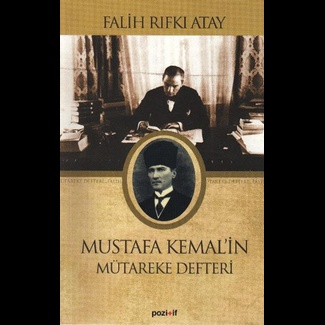 FALİH RIFKI ATAY
MUSTAFA KEMAL'İN
MÜTAREKE DEFTERİ
pozitif